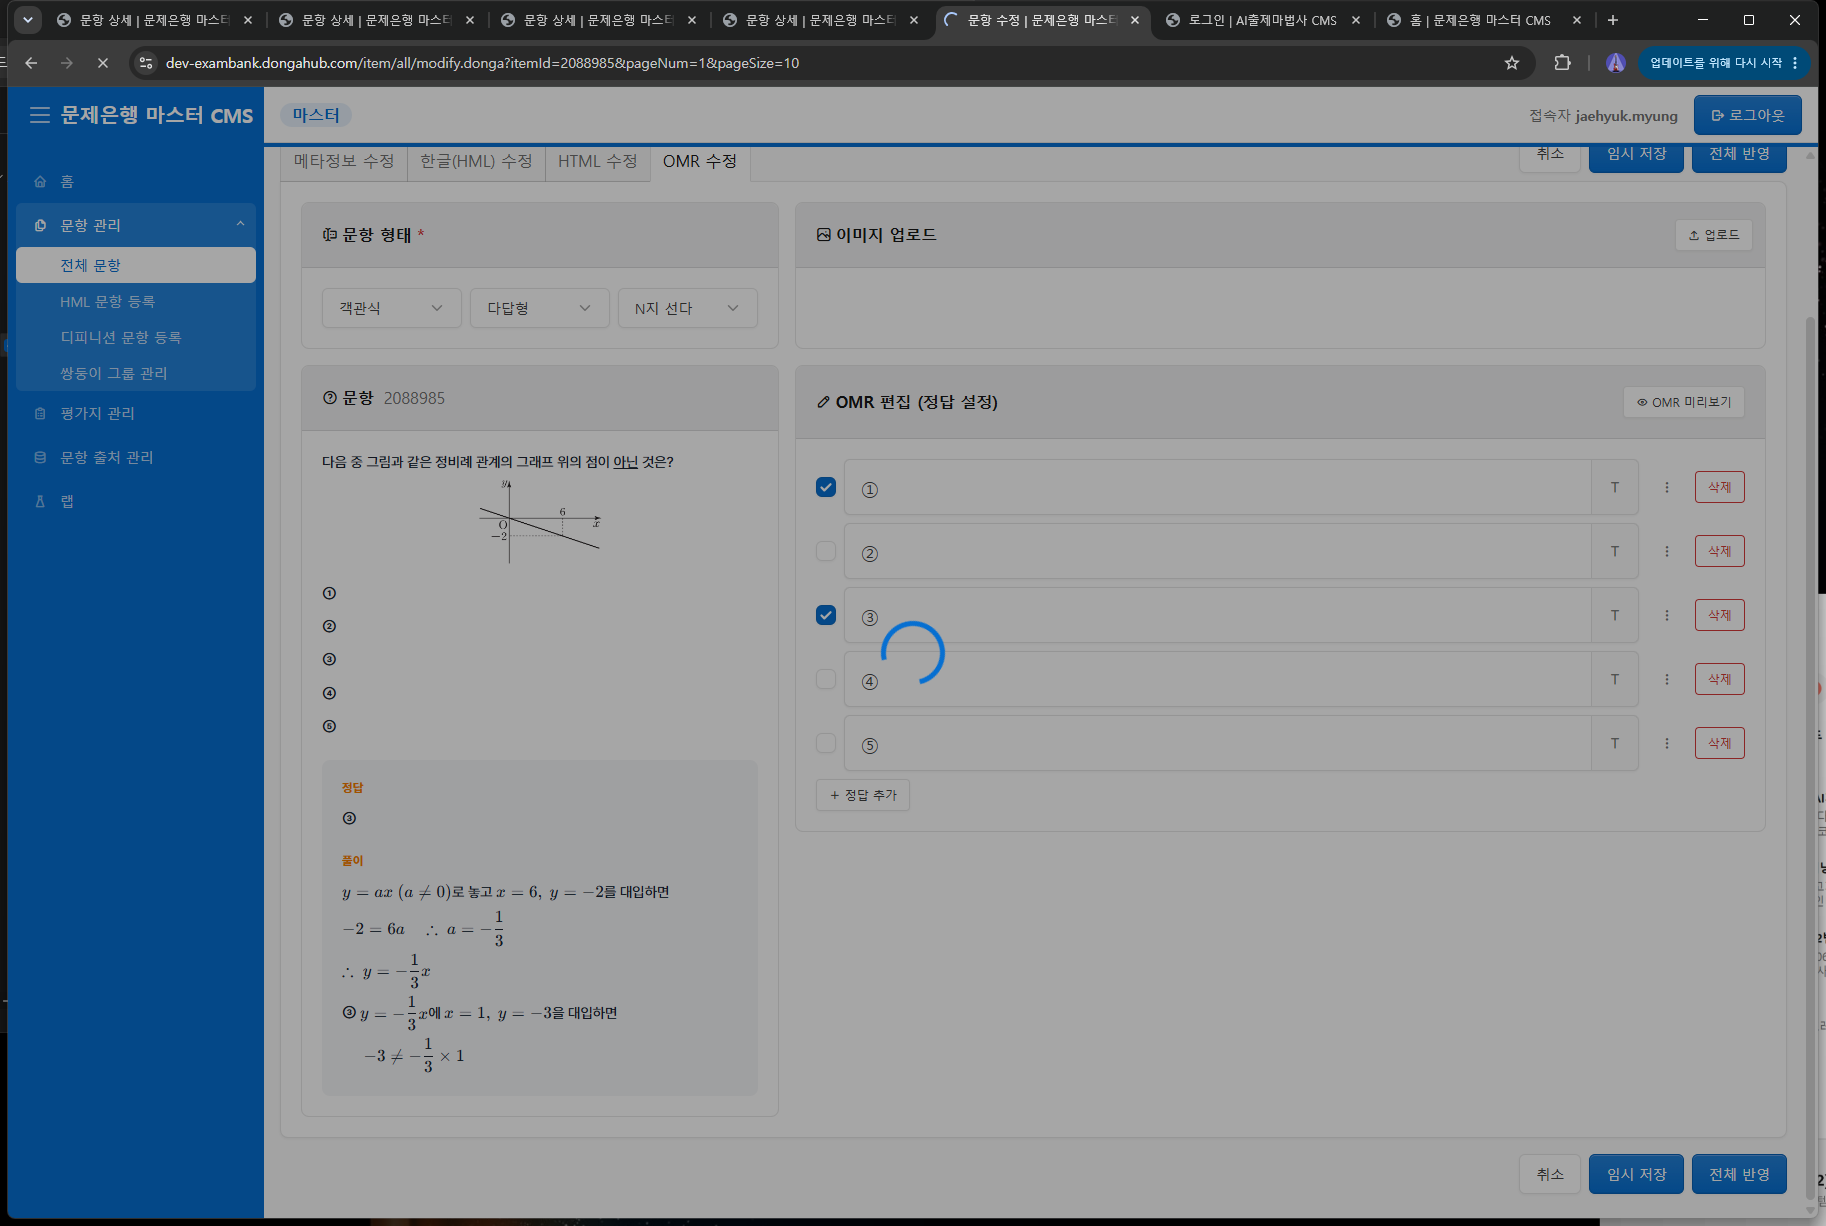 문항 상세 | 문제은행 마스터
문항 상세 | 문제은행 마스터
문항 상세 | 문제은행 마스터
문항 상세 | 문제은행 마스터
문항 수정 | 문제은행 마스터
로그인 | AI출제마법사 CMS
홈 | 문제은행 마스터 CMS
dev-exambank.dongahub.com/item/all/modify.donga?itemId=2088985&pageNum=1&pageSize=10
업데이트를 위해 다시 시작
문제은행 마스터 CMS
마스터
접속자 jaehyuk.myung
로그아웃
홈
문항 관리
전체 문항
HML 문항 등록
디피니션 문항 등록
쌍둥이 그룹 관리
평가지 관리
문항 출처 관리
랩
메타정보 수정
한글(HML) 수정
HTML 수정
OMR 수정
취소
임시 저장
전체 반영
문항 형태 *
객관식
다답형
N지 선다
이미지 업로드
업로드
문항 2088985
다음 중 그림과 같은 정비례 관계의 그래프 위의 점이 아닌 것은?
y
6
O
x
−2
①
②
③
④
⑤
정답
③
풀이
y = ax (a ≠ 0)로 놓고 x = 6, y = −2를 대입하면
−2 = 6a ∴ a = −1/3
∴ y = −1/3x
③ y = −1/3x에 x = 1, y = −3을 대입하면
−3 ≠ −1/3 × 1
OMR 편집 (정답 설정)
OMR 미리보기
① T 삭제
② T 삭제
③ T 삭제
④ T 삭제
⑤ T 삭제
+ 정답 추가
취소
임시 저장
전체 반영